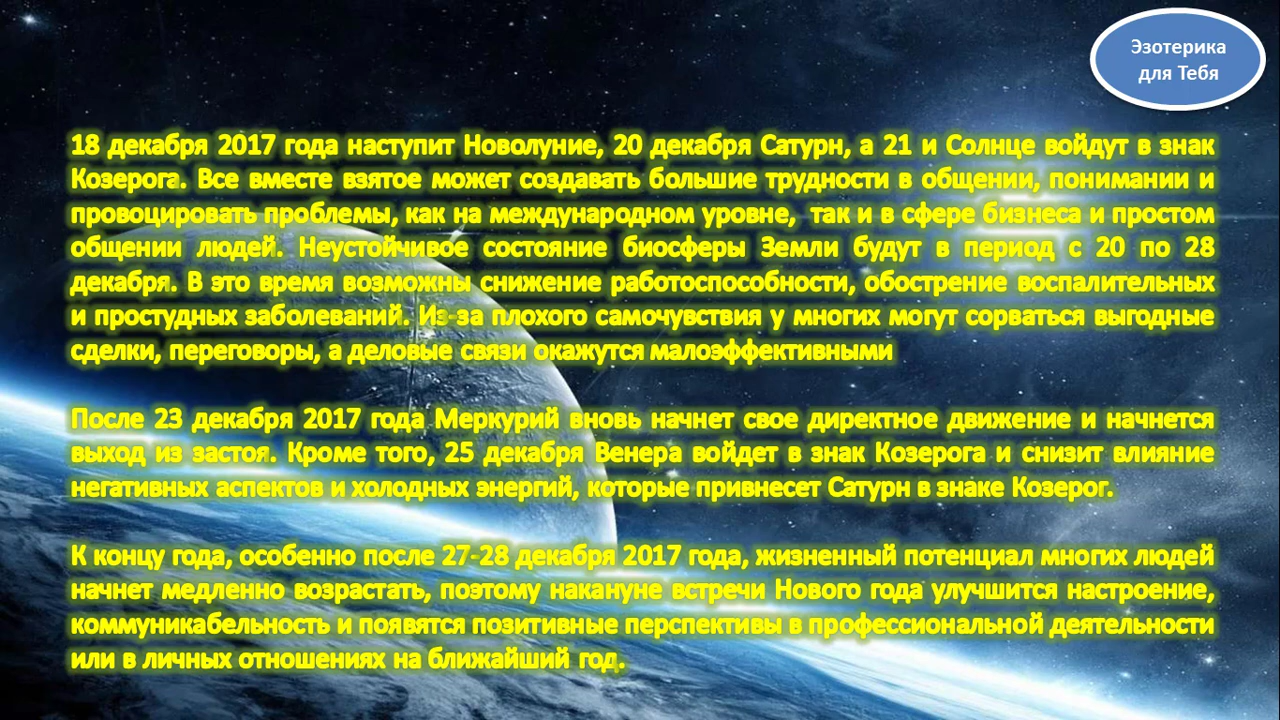 Эзотерика
для Тебя
18 декабря 2017 года наступит Новолуние, 20 декабря Сатурн, а 21 и Солнце войдут в знак
Козерога. Все вместе взятое может создавать большие трудности в общении, понимании и
провоцировать проблемы, как на международном уровне, так и в сфере бизнеса и простом
общении людей. Неустойчивое состояние биосферы Земли будут в период с 20 по 28
декабря. В это время возможны снижение работоспособности, обострение воспалительных
и простудных заболеваний. Из-за плохого самочувствия у многих могут сорваться выгодные
сделки, переговоры, а деловые связи окажутся малоэффективными
После 23 декабря 2017 года Меркурий вновь начнет свое директное движение и начнется
выход из застоя. Кроме того, 25 декабря Венера войдет в знак Козерога и снизит влияние
негативных аспектов и холодных энергий, которые привнесет Сатурн в знаке Козерог.
К концу года, особенно после 27-28 декабря 2017 года, жизненный потенциал многих людей
начнет медленно возрастать, поэтому накануне встречи Нового года улучшится настроение,
коммуникабельность и появятся позитивные перспективы в профессиональной деятельности
или в личных отношениях на ближайший год.